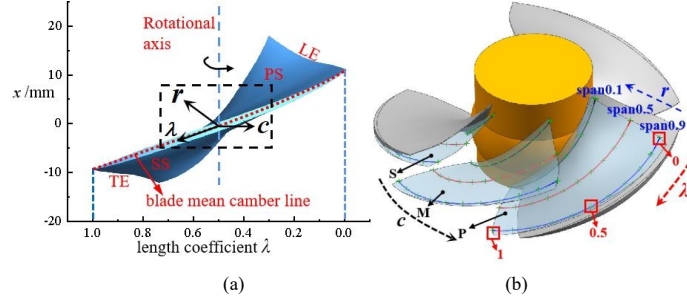 (a)
Rotational
axis
LE
PS
x /mm
20
10
0
-10
-20
r
λ
c
SS
TE
blade mean camber line
1.0 0.8 0.6 0.4 0.2 0.0
length coefficient λ
(a)
(b)
span0.1
r
span0.5
span0.9
0
λ
S
M
c
P
0.5
1
(b)